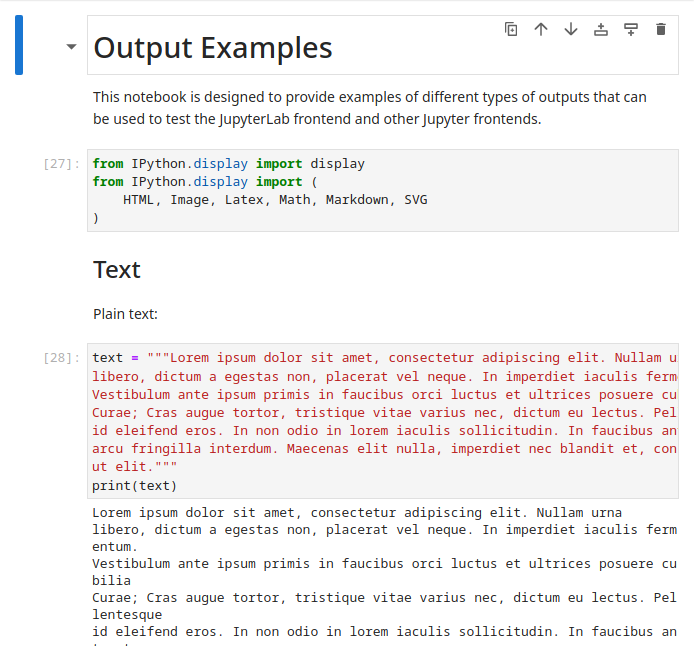 Output Examples
This notebook is designed to provide examples of different types of outputs that can
be used to test the JupyterLab frontend and other Jupyter frontends.
[27]: from IPython.display import display
from IPython.display import (
    HTML, Image, Latex, Math, Markdown, SVG
)
Text
Plain text:
[28]: text = """Lorem ipsum dolor sit amet, consectetur adipiscing elit. Nullam u
libero, dictum a egestas non, placerat vel neque. In imperdiet iaculis ferm
Vestibulum ante ipsum primis in faucibus orci luctus et ultrices posuere cu
Curae; Cras augue tortor, tristique vitae varius nec, dictum eu lectus. Pel
id eleifend eros. In non odio in lorem iaculis sollicitudin. In faucibus an
arcu fringilla interdum. Maecenas elit nulla, imperdiet nec blandit et, con
ut elit."""
print(text)
Lorem ipsum dolor sit amet, consectetur adipiscing elit. Nullam urna
libero, dictum a egestas non, placerat vel neque. In imperdiet iaculis ferm
entum.
Vestibulum ante ipsum primis in faucibus orci luctus et ultrices posuere cu
bilia
Curae; Cras augue tortor, tristique vitae varius nec, dictum eu lectus. Pel
lentesque
id eleifend eros. In non odio in lorem iaculis sollicitudin. In faucibus an